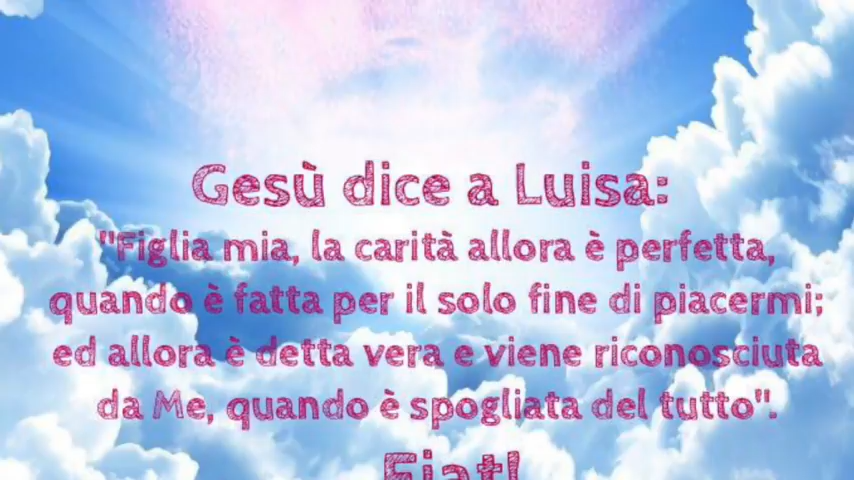 Gesù dice a Luisa:
"Figlia mia, la carità allora è perfetta,
quando è fatta per il solo fine di piacermi;
ed allora è detta vera e viene riconosciuta
da Me, quando è spogliata del tutto".
Fiat!